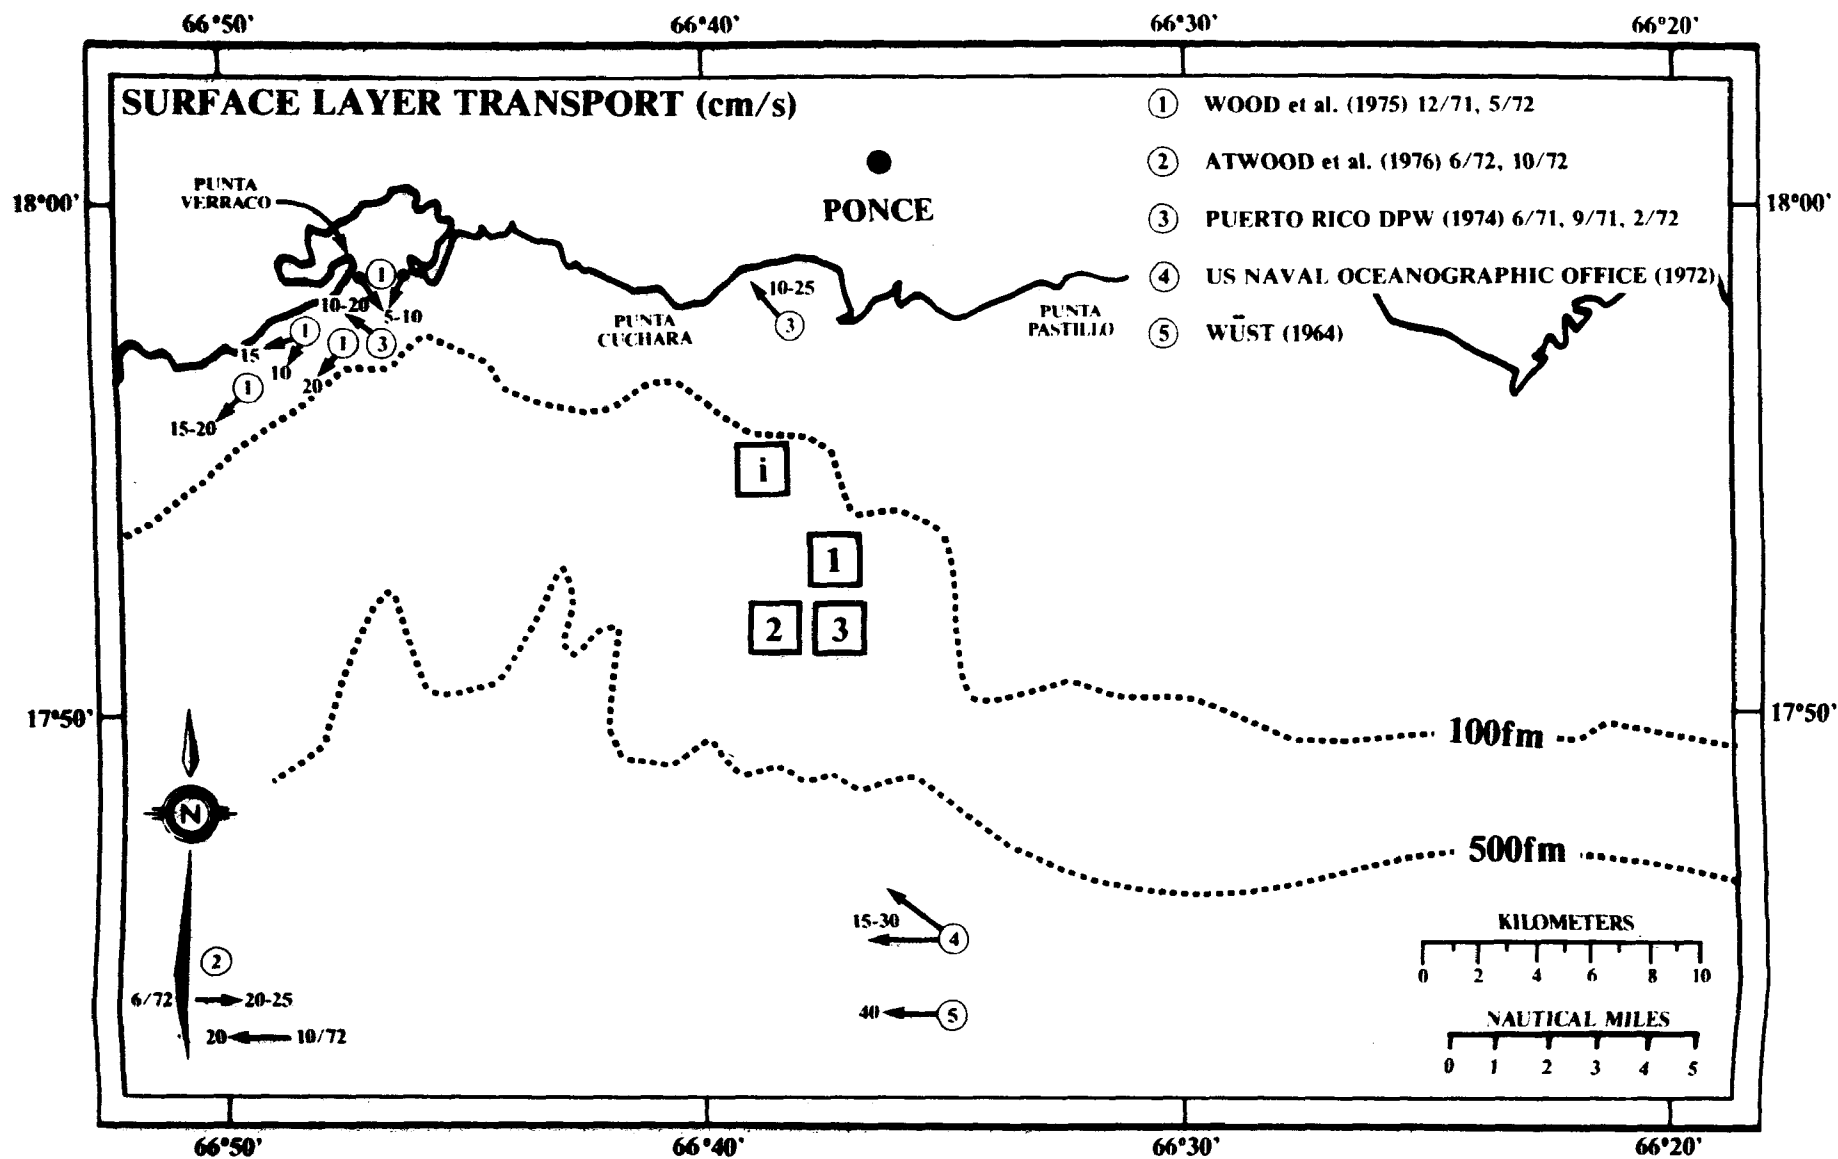 66°50' 66°40' 66°30' 66°20'
SURFACE LAYER TRANSPORT (cm/s)
1 WOOD et al. (1975) 12/71, 5/72
2 ATWOOD et al. (1976) 6/72, 10/72
3 PUERTO RICO DPW (1974) 6/71, 9/71, 2/72
4 US NAVAL OCEANOGRAPHIC OFFICE (1972)
5 WÜST (1964)
PUNTA
VERRACO
PONCE
18°00' 18°00'
1
10-20
5-10
10-25
3
PUNTA
CUCHARA
PUNTA
PASTILLO
1
1
3
15
10
20
1
15-20
i
1
2 3
17°50' 17°50'
100fm
N
500fm
15-30
4
40
5
2
6/72 20-25
20 10/72
KILOMETERS
0 2 4 6 8 10
NAUTICAL MILES
0 1 2 3 4 5
66°50' 66°40' 66°30' 66°20'